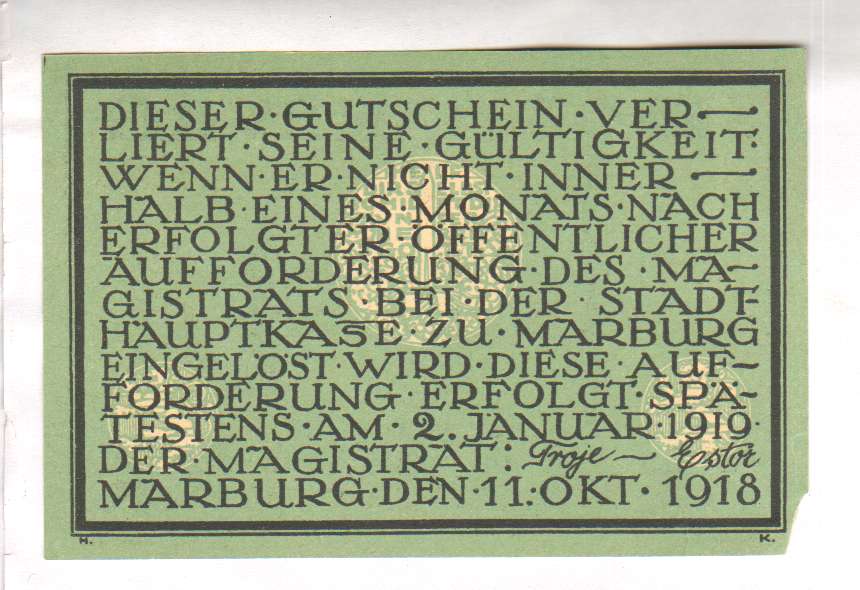 DIESER·GUTSCHEIN·VER—
LIERT·SEINE·GÜLTIGKEIT·
WENN·ER·NICHT·INNER—
HALB·EINES·MONATS·NACH
ERFOLGTER·ÖFFENTLICHER
AUFFORDERUNG·DES·MA~
GISTRATS·BEI·DER·STADT-
HAUPTKASE·ZU·MARBURG
EINGELÖST·WIRD·DIESE·AUF-
FORDERUNG·ERFOLGT·SPÄ-
TESTENS·AM·2. JANUAR·1919·
DER·MAGISTRAT: Troje — Estor
MARBURG·DEN·11.·OKT·1918
H. K.